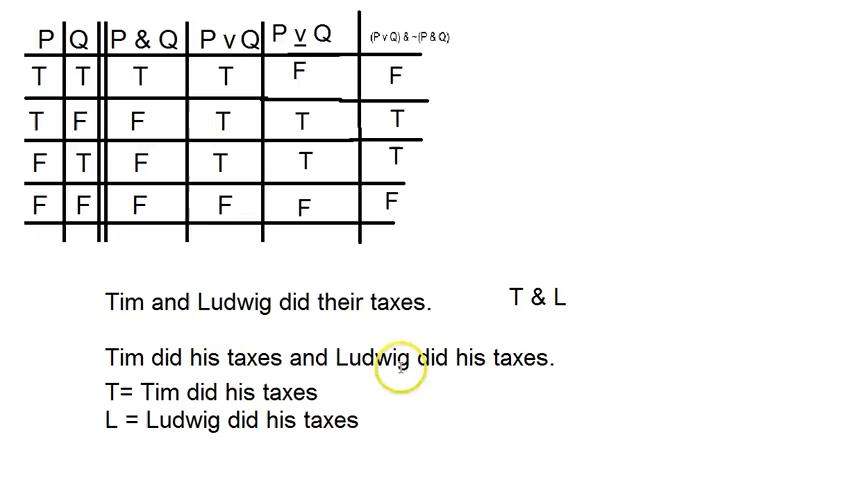 P Q P & Q P v Q P v Q (P v Q) & ~(P & Q)
T T T T F F
T F F T T T
F T F T T T
F F F F F F
Tim and Ludwig did their taxes. T & L
Tim did his taxes and Ludwig did his taxes.
T= Tim did his taxes
L = Ludwig did his taxes